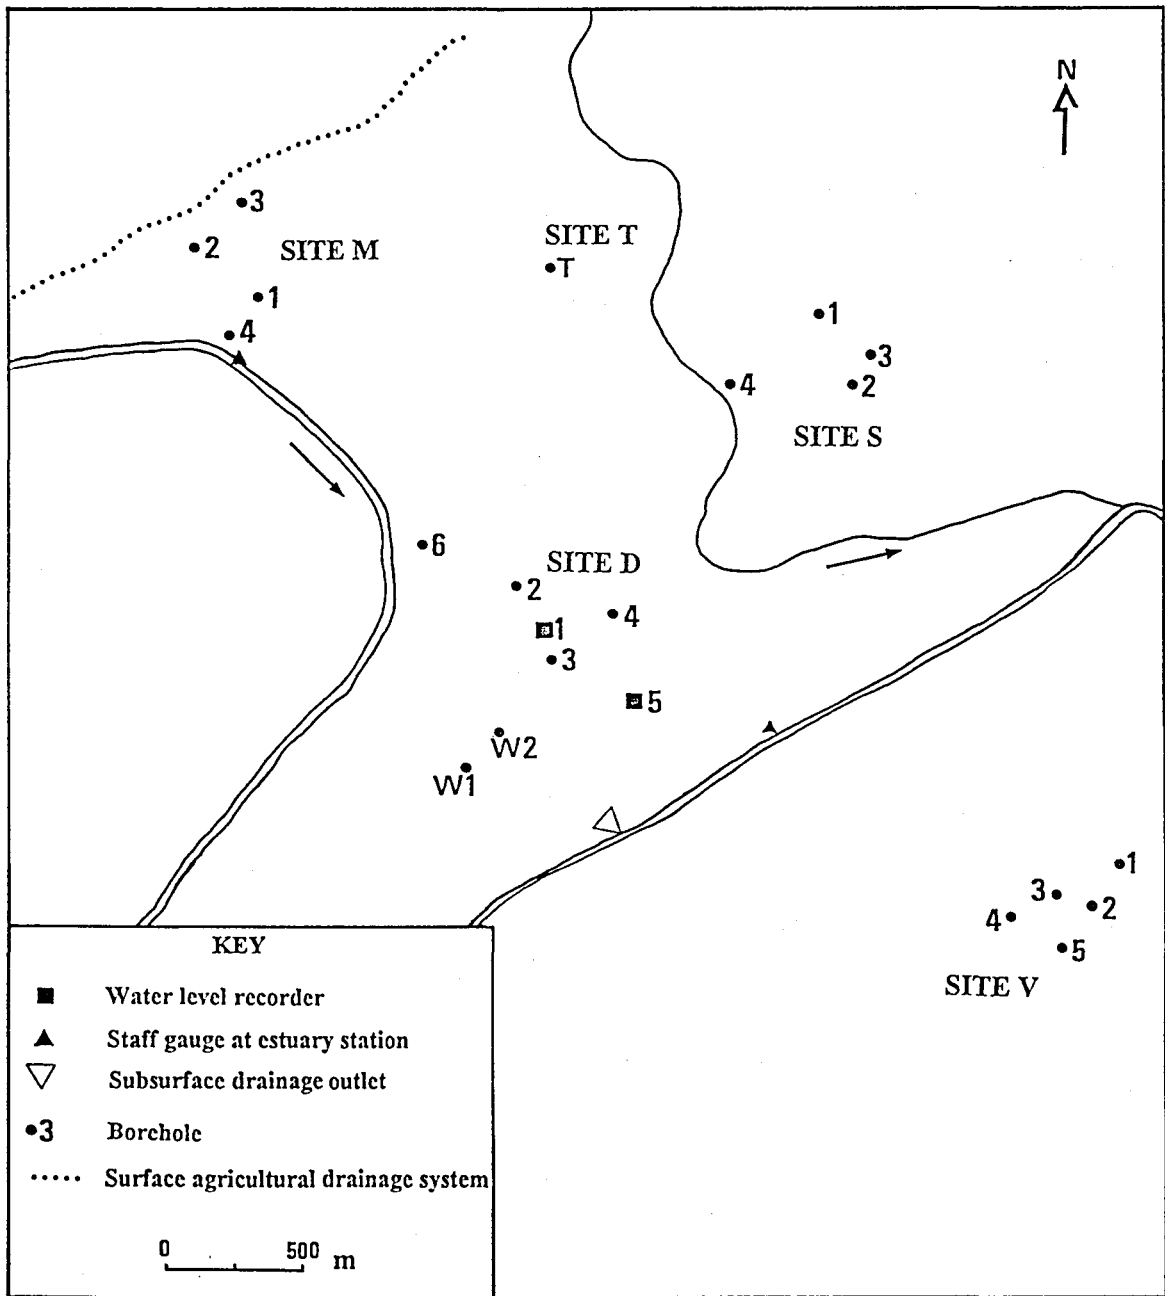 N
3
SITE T
2
SITE M
T
1
1
4
3
4
2
SITE S
6
SITE D
2
4
1
3
5
W2
W1
1
3
2
4
5
SITE V
KEY
Water level recorder
Staff gauge at estuary station
Subsurface drainage outlet
3 Borehole
Surface agricultural drainage system
0 500 m